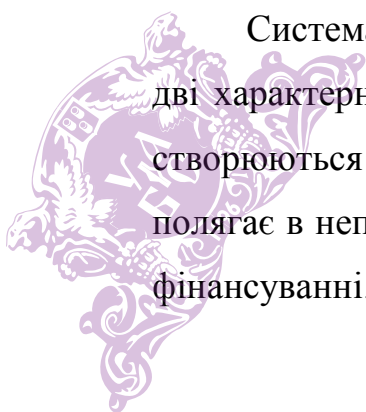 Система
дві характерн
створюються
полягає в неп
фінансуванні.